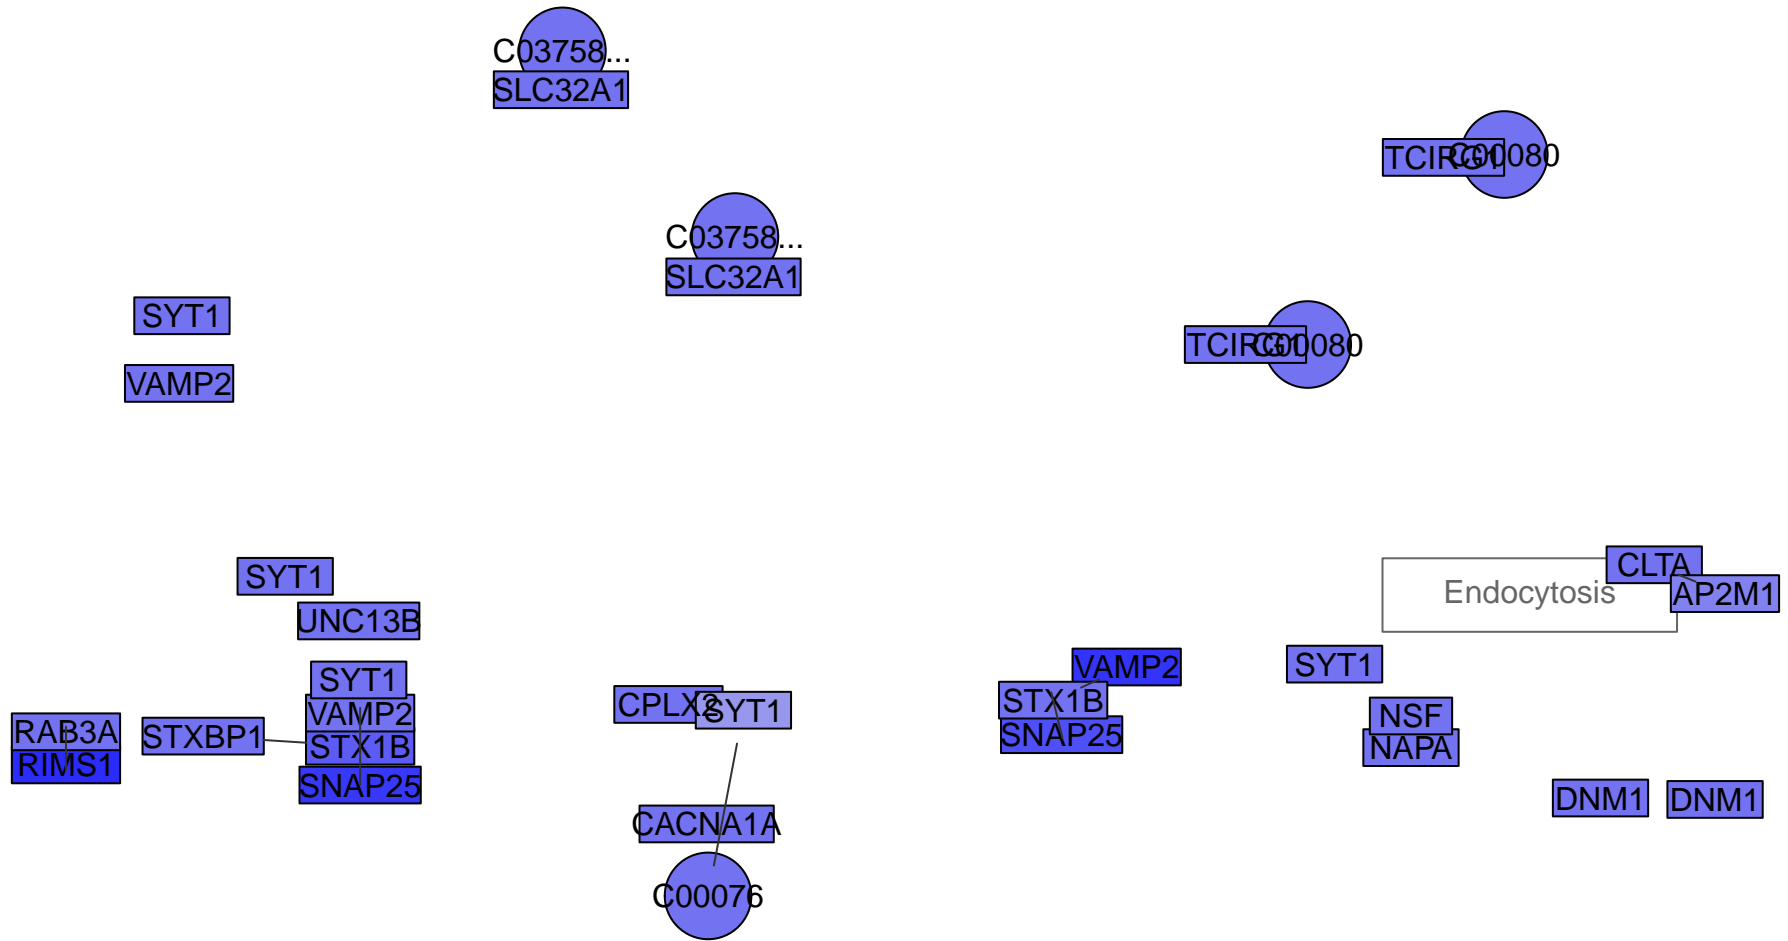 C03758...
SLC32A1
TCIRG1
C00080
C03758...
SLC32A1
SYT1
TCIRG1
C00080
VAMP2
SYT1
UNC13B
CLTA
Endocytosis
AP2M1
SYT1
VAMP2
SYT1
CPLX2
SYT1
STX1B
VAMP2
NSF
RAB3A
STXBP1
STX1B
SNAP25
NAPA
RIMS1
SNAP25
DNM1
DNM1
CACNA1A
C00076